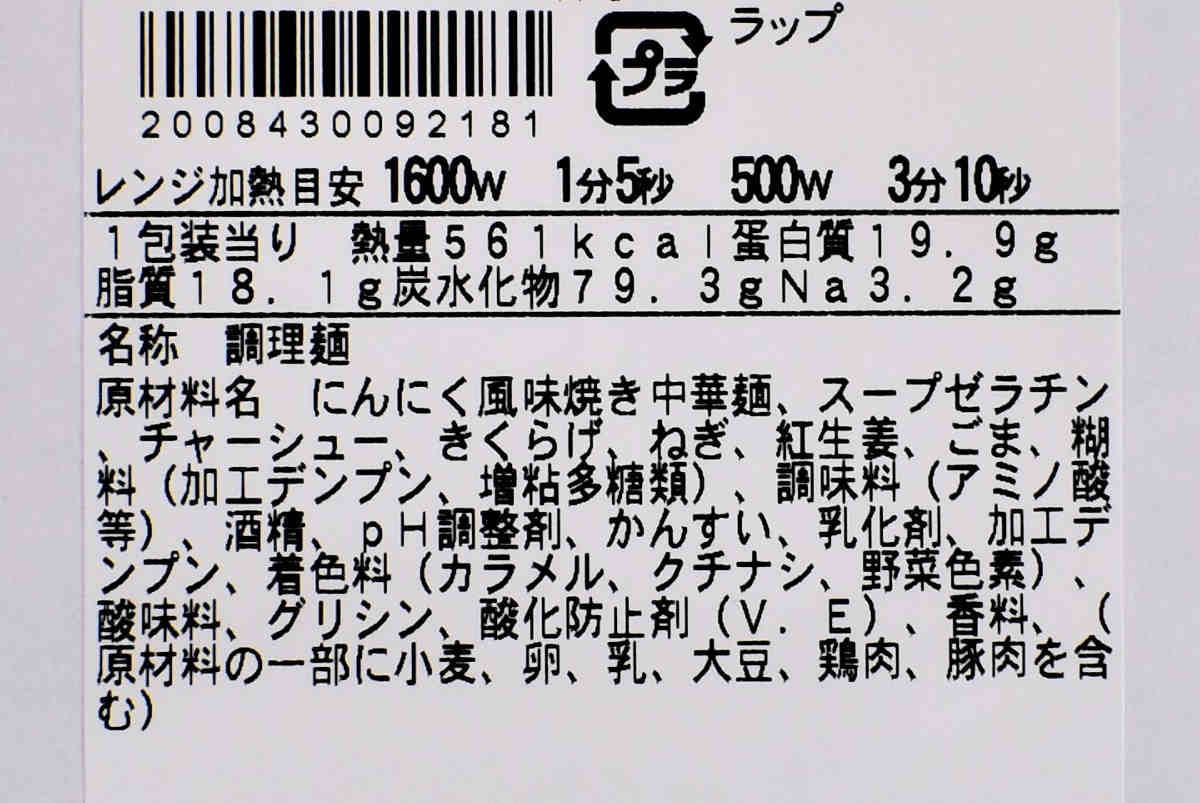 プラ ラップ
2008430092181
レンジ加熱目安 1600W 1分5秒 500W 3分10秒
1包装当り 熱量561kcal蛋白質19.9g
脂質18.1g炭水化物79.3gNa3.2g
名称 調理麺
原材料名 にんにく風味焼き中華麺、スープゼラチン
、チャーシュー、きくらげ、ねぎ、紅生姜、ごま、糊
料(加工デンプン、増粘多糖類)、調味料(アミノ酸
等)、酒精、pH調整剤、かんすい、乳化剤、加工デ
ンプン、着色料(カラメル、クチナシ、野菜色素)、
酸味料、グリシン、酸化防止剤(V.E)、香料、(
原材料の一部に小麦、卵、乳、大豆、鶏肉、豚肉を含
む)